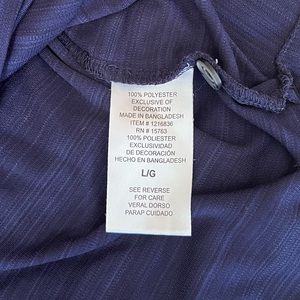 100% POLYESTER
EXCLUSIVE OF
DECORATION
MADE IN BANGLADESH
ITEM # 1216836
RN # 15763
100% POLIESTER
EXCLUSIVIDAD
DE DECORACIÓN
HECHO EN BANGLADESH
L/G
SEE REVERSE
FOR CARE
VERAL DORSO
PARAP CUIDADO